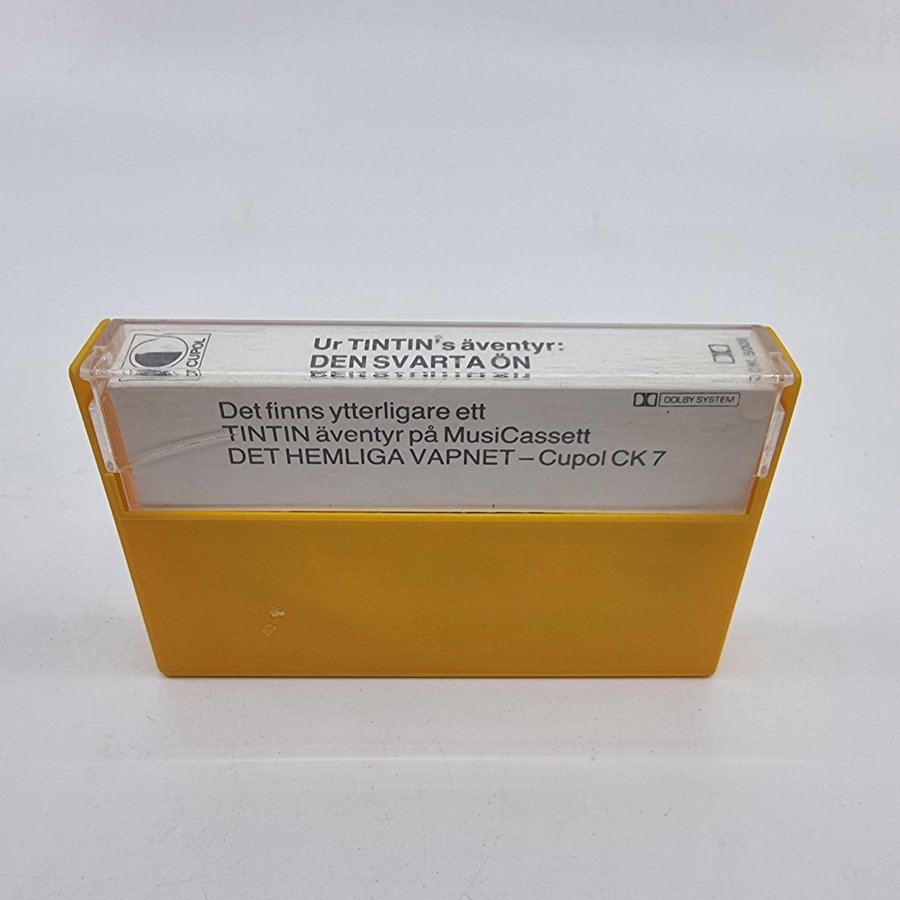 CUPOL
Ur TINTIN's äventyr:
DEN SVARTA ÖN
Det finns ytterligare ett
TINTIN äventyr på MusiCassett
DET HEMLIGA VAPNET – Cupol CK 7
DOLBY SYSTEM